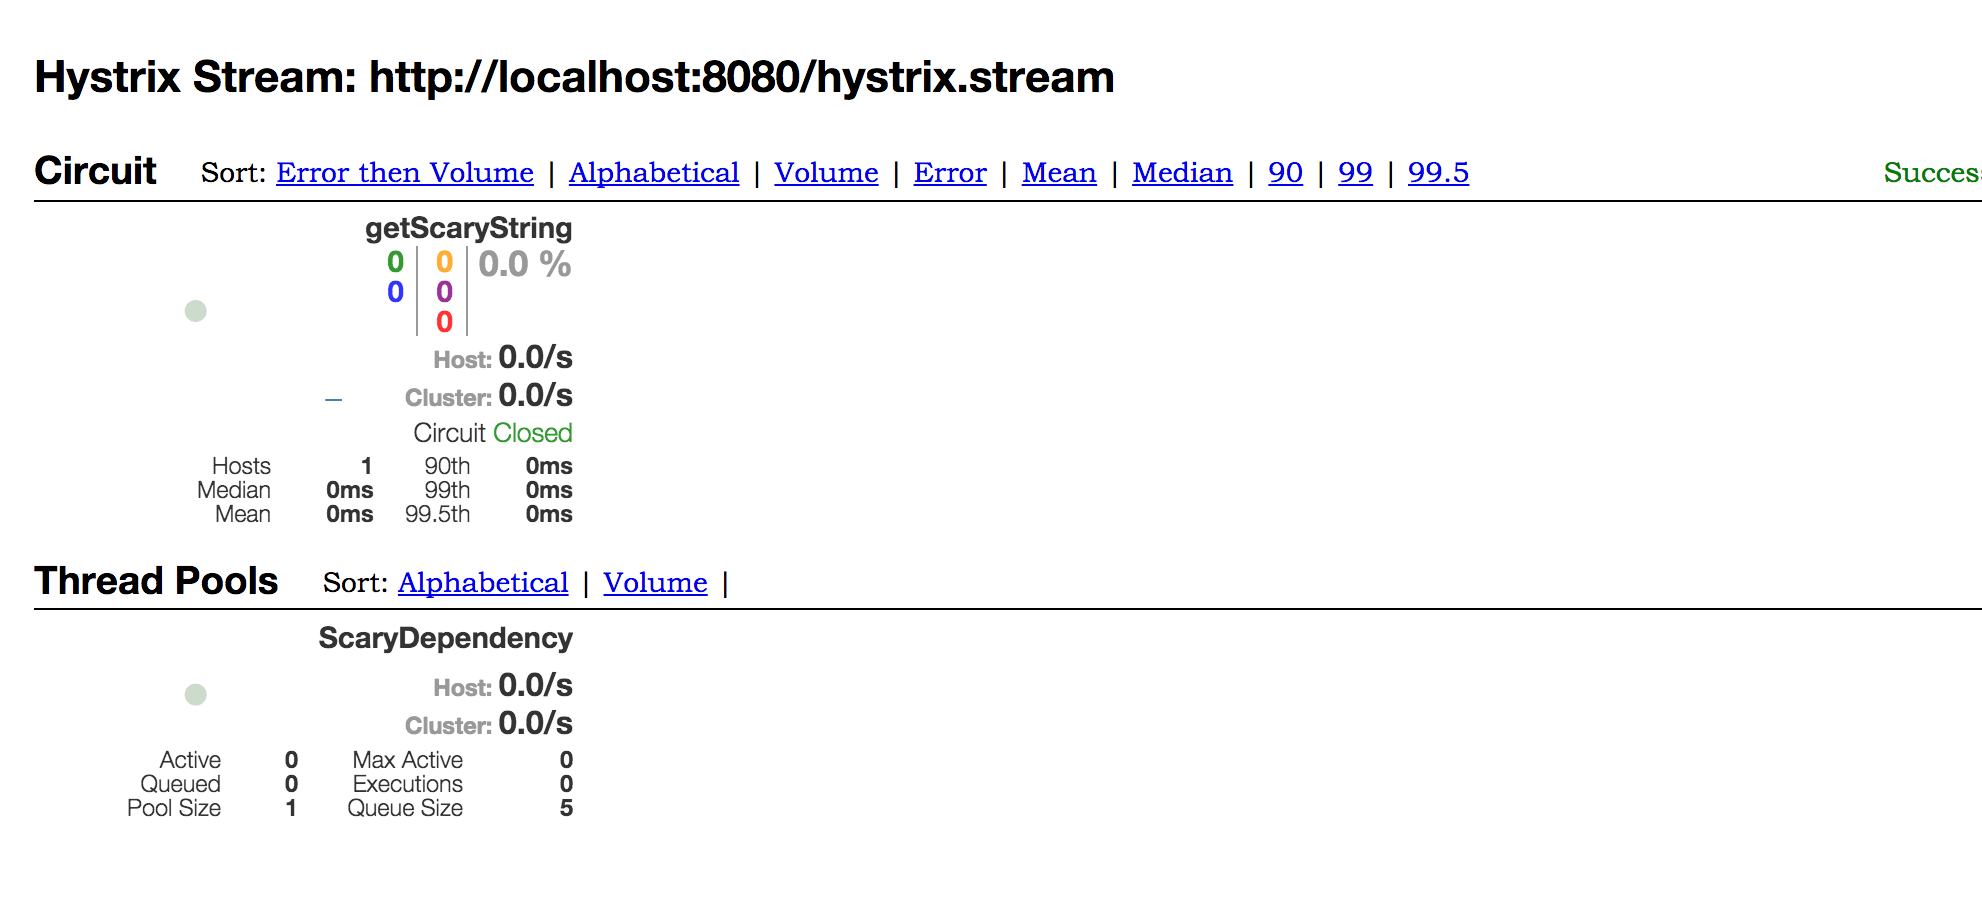 Hystrix Stream: http://localhost:8080/hystrix.stream
Circuit Sort: Error then Volume | Alphabetical | Volume | Error | Mean | Median | 90 | 99 | 99.5 Succes
getScaryString
0 0 0.0 %
0 0
0
Host: 0.0/s
Cluster: 0.0/s
Circuit Closed
Hosts 1 90th 0ms
Median 0ms 99th 0ms
Mean 0ms 99.5th 0ms
Thread Pools Sort: Alphabetical | Volume |
ScaryDependency
Host: 0.0/s
Cluster: 0.0/s
Active 0 Max Active 0
Queued 0 Executions 0
Pool Size 1 Queue Size 5